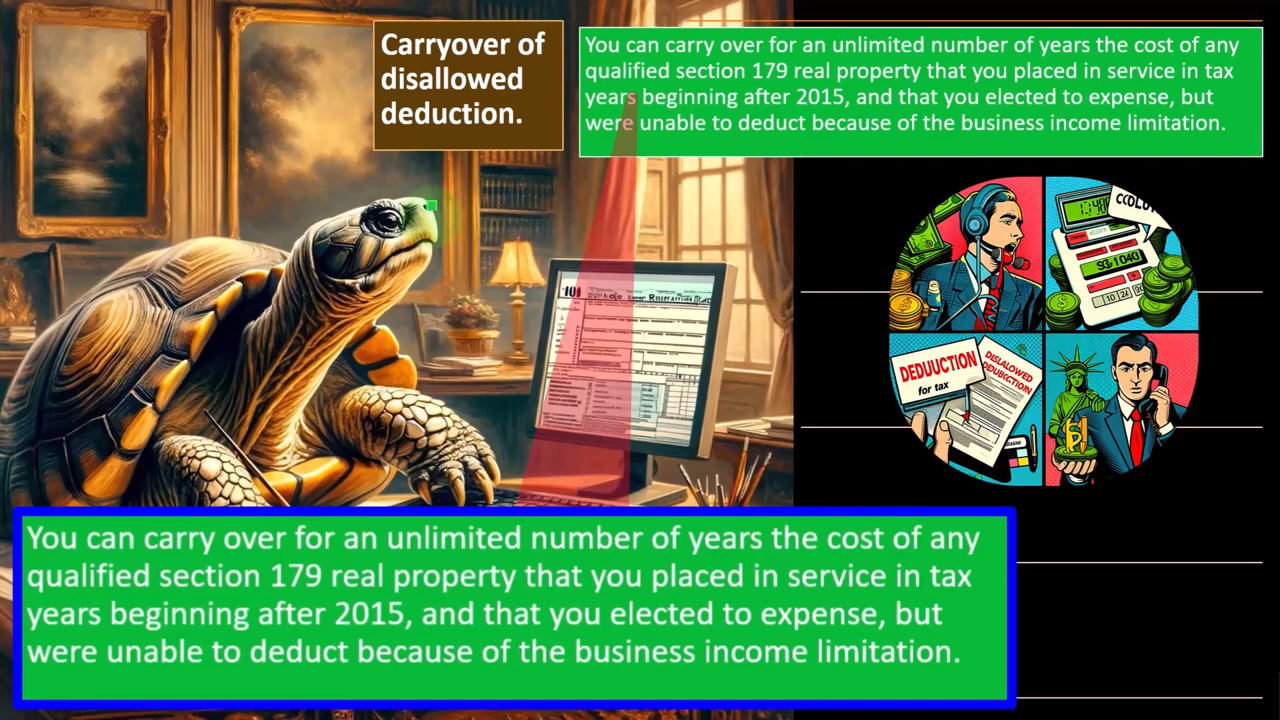 Carryover of
disallowed
deduction.
You can carry over for an unlimited number of years the cost of any
qualified section 179 real property that you placed in service in tax
years beginning after 2015, and that you elected to expense, but
were unable to deduct because of the business income limitation.
DEDUUCTION
for tax
You can carry over for an unlimited number of years the cost of any
qualified section 179 real property that you placed in service in tax
years beginning after 2015, and that you elected to expense, but
were unable to deduct because of the business income limitation.